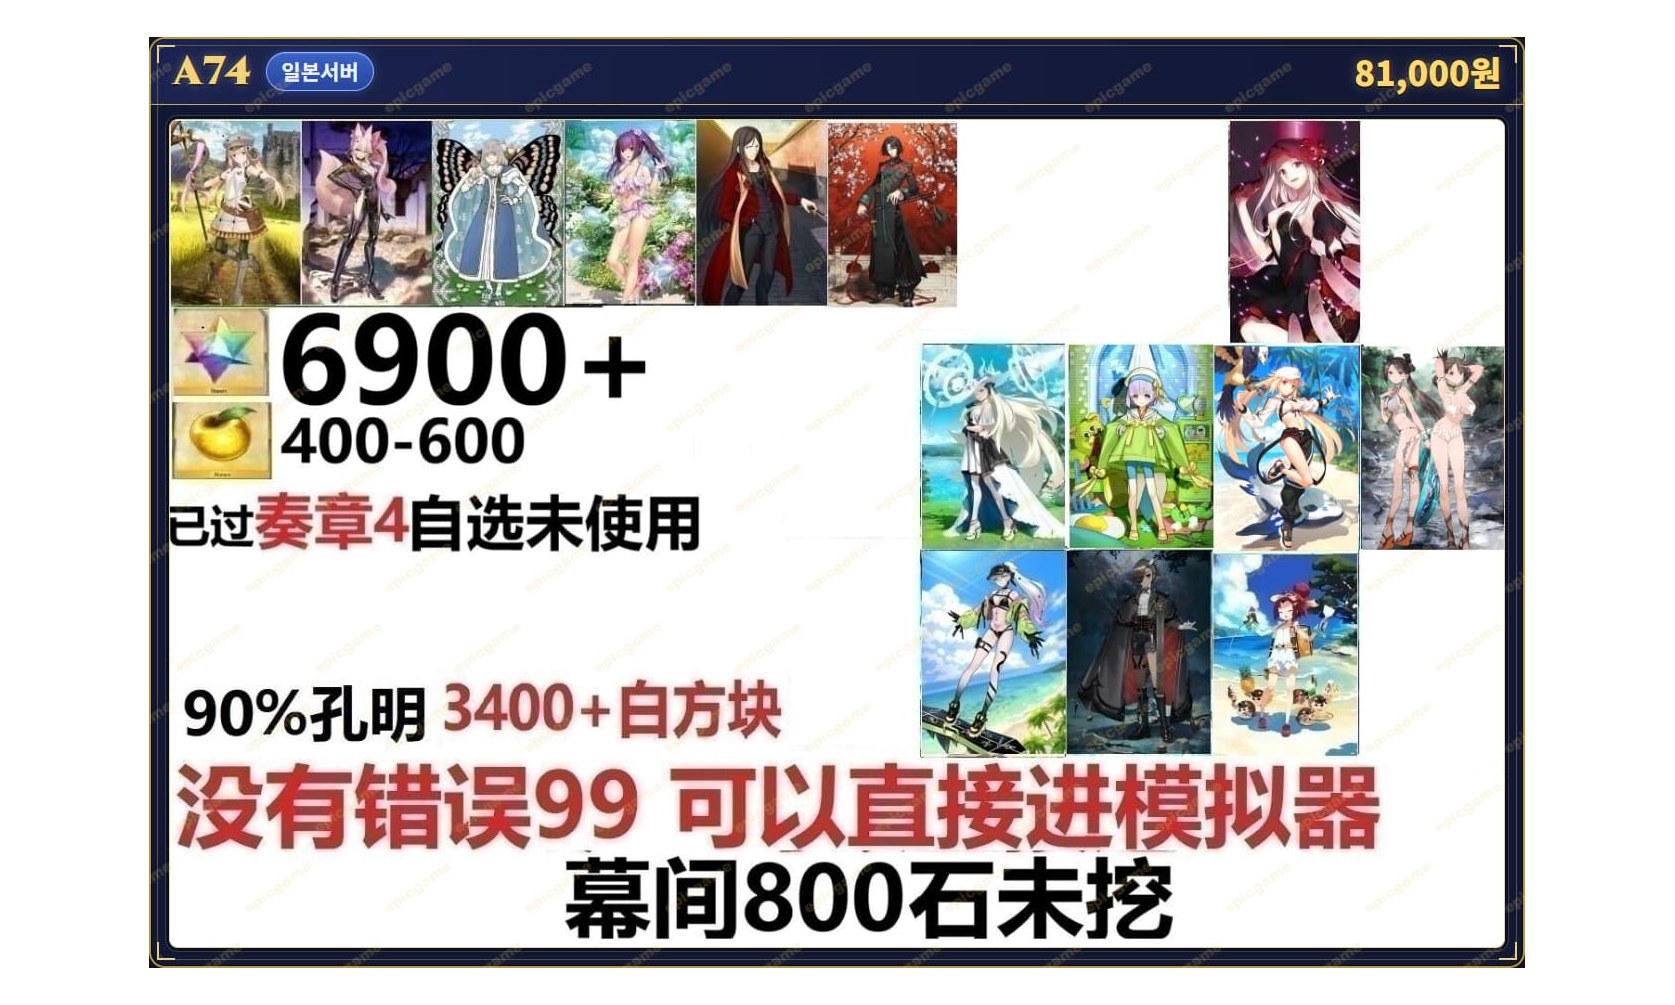 A74 일본서버 81,000원
6900+
400-600
已过奏章4自选未使用
90%孔明 3400+白方块
没有错误99 可以直接进模拟器
幕间800石未挖
epicgame